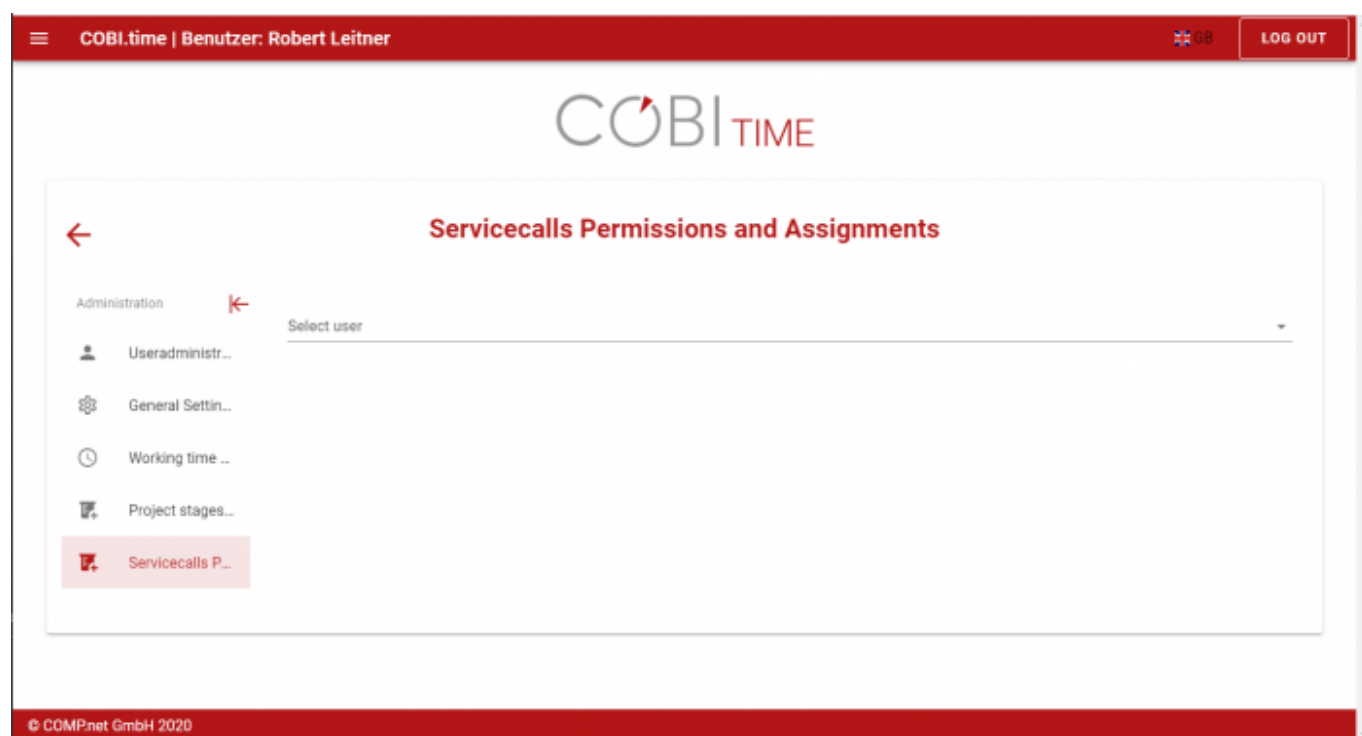 COBI.time | Benutzer: Robert Leitner
GB
LOG OUT
COBI TIME
Servicecalls Permissions and Assignments
Administration
Select user
Useradministr...
General Settin...
Working time ...
Project stages...
Servicecalls P...
© COMP.net GmbH 2020